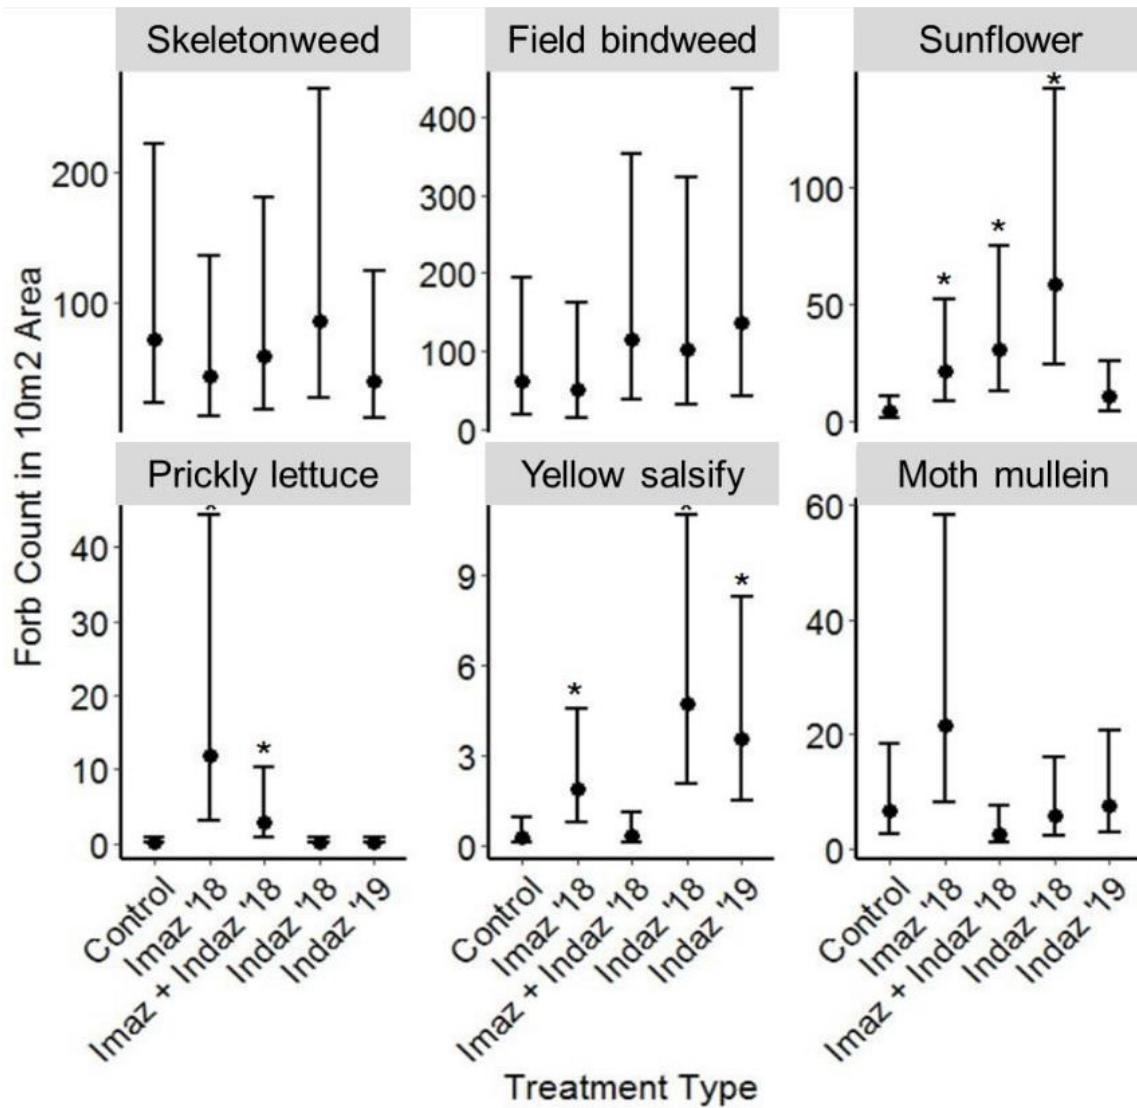 Skeletonweed
Field bindweed
Sunflower
200
100
400
300
200
100
0
*
*
*
100
50
0
Forb Count in 10m2 Area
Prickly lettuce
Yellow salsify
Moth mullein
*
*
40
30
20
10
0
*
*
*
9
6
3
0
60
40
20
0
Control
Imaz '18
Imaz + Indaz '18
Indaz '18
Indaz '19
Control
Imaz '18
Imaz + Indaz '18
Indaz '18
Indaz '19
Control
Imaz '18
Imaz + Indaz '18
Indaz '18
Indaz '19
Treatment Type